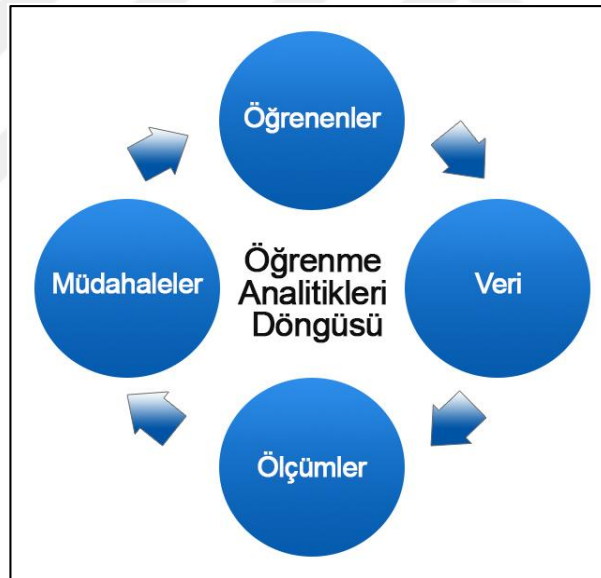 Öğrenenler
Müdahaleler
Öğrenme
Analitikleri
Döngüsü
Veri
Ölçümler